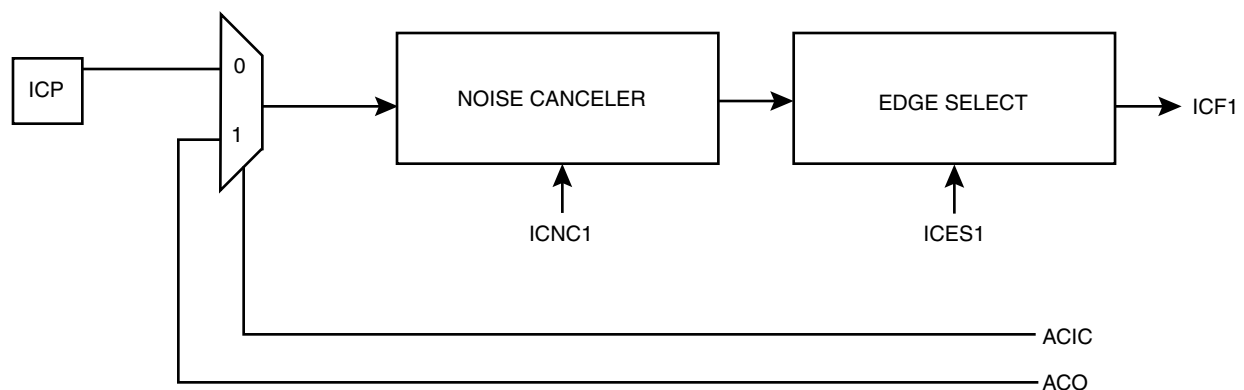 ICP
0
1
NOISE CANCELER
EDGE SELECT
ICF1
ICNC1
ICES1
ACIC
ACO